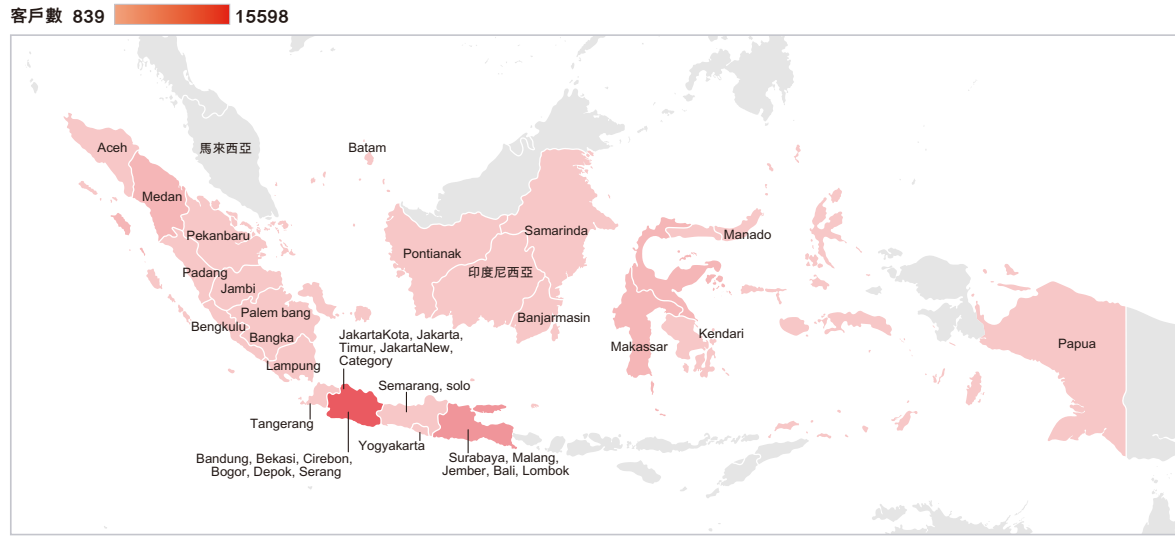 客戶數 839 15598
Aceh
馬來西亞
Batam
Medan
Pekanbaru
Samarinda
Manado
Pontianak
Padang
印度尼西亞
Jambi
Palem bang
Bengkulu
Bangka
Banjarmasin
Kendari
JakartaKota, Jakarta,
Timur, JakartaNew,
Category
Makassar
Papua
Lampung
Semarang, solo
Tangerang
Yogyakarta
Bandung, Bekasi, Cirebon,
Bogor, Depok, Serang
Surabaya, Malang,
Jember, Bali, Lombok